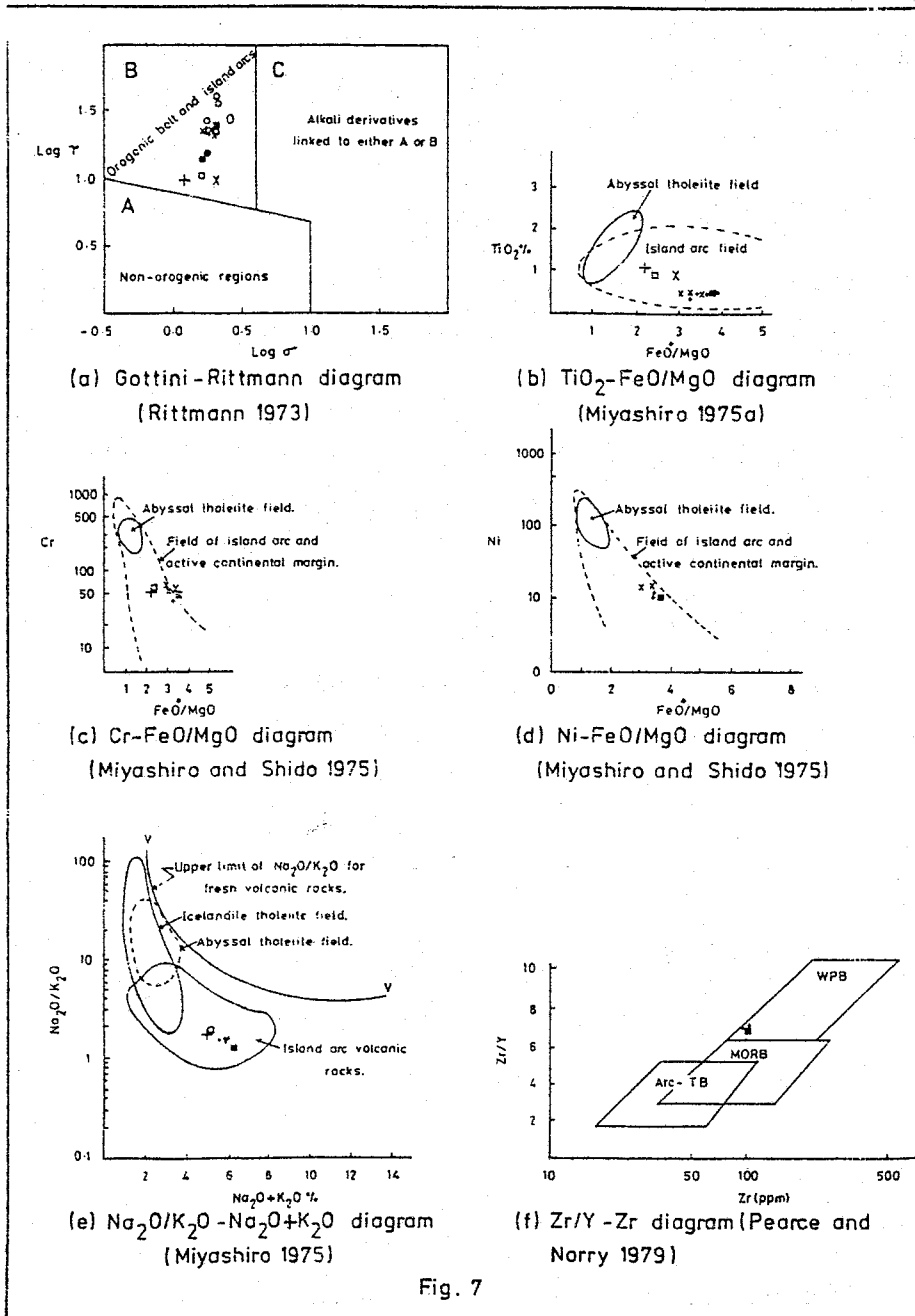 B
C
Orogenic belt and island arcs
Log τ
1.5
1.0
0.5
A
Alkali derivatives
linked to either A or B
Non-orogenic regions
-0.5 0.0 0.5 1.0 2.0
Log σ
(a) Gottini-Rittmann diagram
(Rittmann 1973)
3
2
1
TiO₂%
Abyssal tholeiite field
Island arc field
1 2 3 4 5
FeO*/MgO
(b) TiO₂-FeO/MgO diagram
(Miyashiro 1975a)
1000
500
100
50
10
Cr
Abyssal tholeiite field.
Field of island arc and
active continental margin.
1 2 3 4 5
FeO*/MgO
(c) Cr-FeO/MgO diagram
(Miyashiro and Shido 1975)
1000
100
10
0
Ni
Abyssal tholeiite field.
Field of island arc and
active continental margin.
0 2 4 6 8
FeO*/MgO
(d) Ni-FeO/MgO diagram
(Miyashiro and Shido 1975)
100
10
1
0.1
Na₂O/K₂O
V
Upper limit of Na₂O/K₂O for
fresh volcanic rocks.
Icelandile tholeiite field.
Abyssal tholeiite field.
V
Island arc volcanic
rocks.
2 4 6 8 10 12 14
Na₂O+K₂O %
(e) Na₂O/K₂O -Na₂O+K₂O diagram
(Miyashiro 1975)
10
8
6
4
2
Zr/Y
WPB
MORB
Arc-TB
10 50 100 500
Zr(ppm)
(f) Zr/Y -Zr diagram (Pearce and
Norry 1979)
Fig. 7